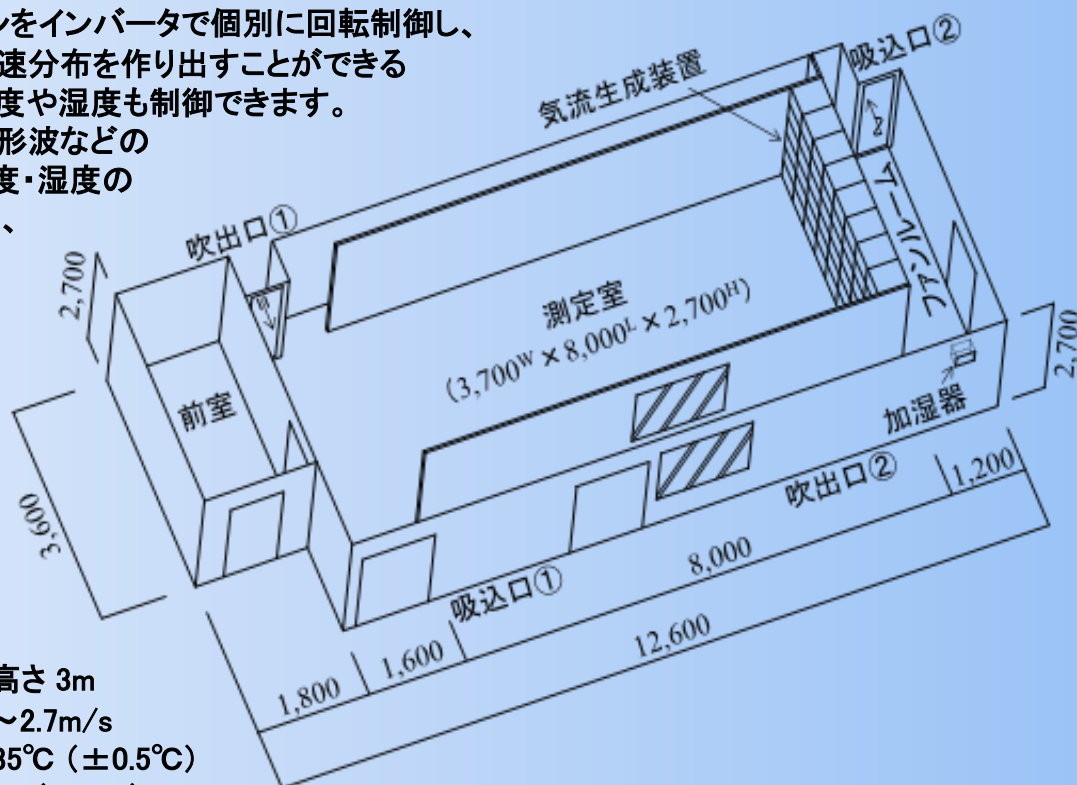 ンをインバータで個別に回転制御し、
速分布を作り出すことができる
度や湿度も制御できます。
形波などの
度・湿度の
、
吸込口②
気流生成装置
吹出口①
ファンルーム
2,700
測定室
(3,700ᵂ × 8,000ᴸ × 2,700ᴴ)
2,700
前室
加湿器
3,600
吹出口②
1,200
8,000
吸込口①
12,600
1,600
1,800
高さ 3m
～2.7m/s
35℃ (±0.5℃)